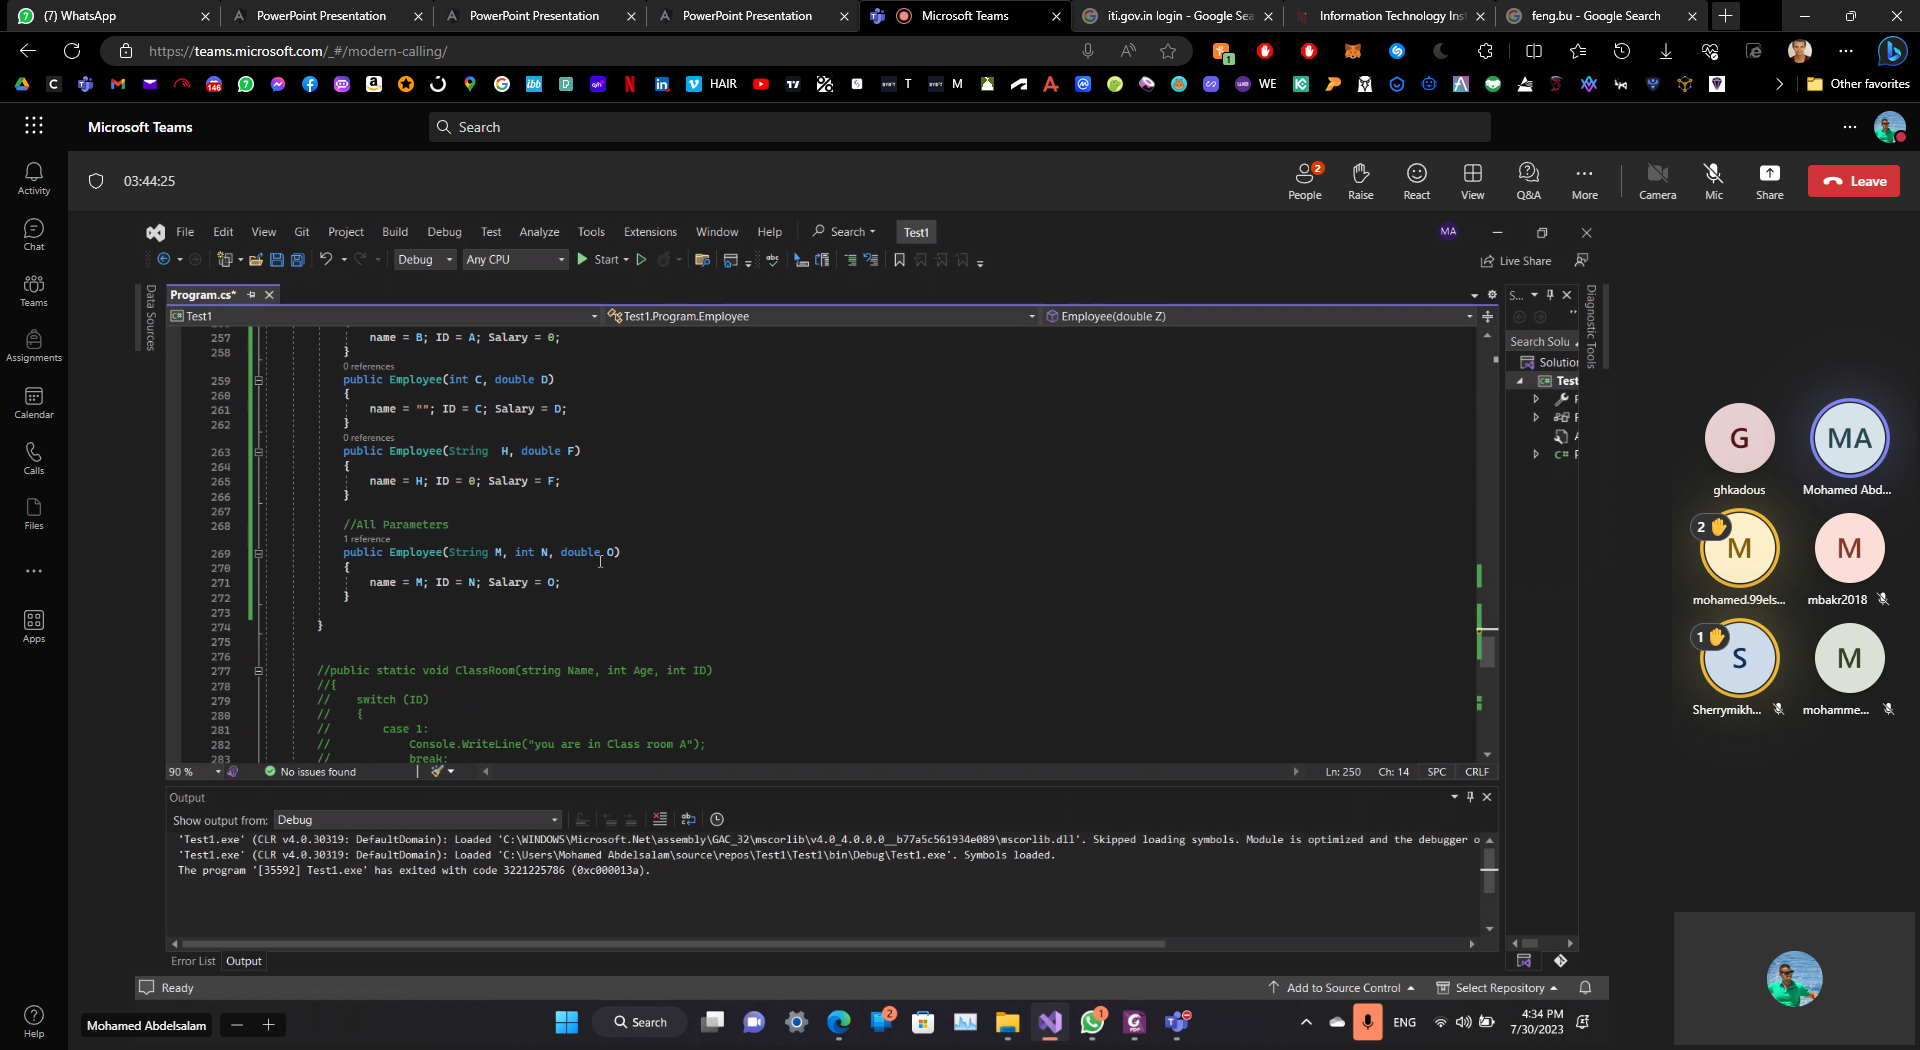 (7) WhatsApp
PowerPoint Presentation
PowerPoint Presentation
PowerPoint Presentation
Microsoft Teams
iti.gov.in login - Google Sea
Information Technology Inst
feng.bu - Google Search
https://teams.microsoft.com/_#/modern-calling/
1
146
HAIR
T
M
WE
Other favorites
Microsoft Teams
Search
Activity
Chat
Teams
Assignments
Calendar
Calls
Files
Apps
Help
03:44:25
2
People
Raise
React
View
Q&A
More
Camera
Mic
Share
Leave
File Edit View Git Project Build Debug Test Analyze Tools Extensions Window Help Search Test1
MA
Debug Any CPU Start
Live Share
Data Sources
Program.cs*
Test1
Test1.Program.Employee
Employee(double Z)
257 name = B; ID = A; Salary = 0;
258 }
0 references
259 public Employee(int C, double D)
260 {
261 name = ""; ID = C; Salary = D;
262 }
0 references
263 public Employee(String H, double F)
264 {
265 name = H; ID = 0; Salary = F;
266 }
267
268 //All Parameters
1 reference
269 public Employee(String M, int N, double O)
270 {
271 name = M; ID = N; Salary = O;
272 }
273
274 }
275
276
277 //public static void ClassRoom(string Name, int Age, int ID)
278 //{
279 // switch (ID)
280 // {
281 // case 1:
282 // Console.WriteLine("you are in Class room A");
283 // break:
90 %
No issues found
Ln: 250 Ch: 14 SPC CRLF
S...
Search Solu
Solution
Test
Diagnostic Tools
Output
Show output from: Debug
'Test1.exe' (CLR v4.0.30319: DefaultDomain): Loaded 'C:\WINDOWS\Microsoft.Net\assembly\GAC_32\mscorlib\v4.0_4.0.0.0__b77a5c561934e089\mscorlib.dll'. Skipped loading symbols. Module is optimized and the debugger o
'Test1.exe' (CLR v4.0.30319: DefaultDomain): Loaded 'C:\Users\Mohamed Abdelsalam\source\repos\Test1\Test1\bin\Debug\Test1.exe'. Symbols loaded.
The program '[35592] Test1.exe' has exited with code 3221225786 (0xc000013a).
Error List Output
Ready
Add to Source Control
Select Repository
G
ghkadous
MA
Mohamed Abd...
2
M
mohamed.99els...
M
mbakr2018
1
S
Sherrymikh...
M
mohamme...
Mohamed Abdelsalam
Search
2
1
ENG
4:34 PM
7/30/2023